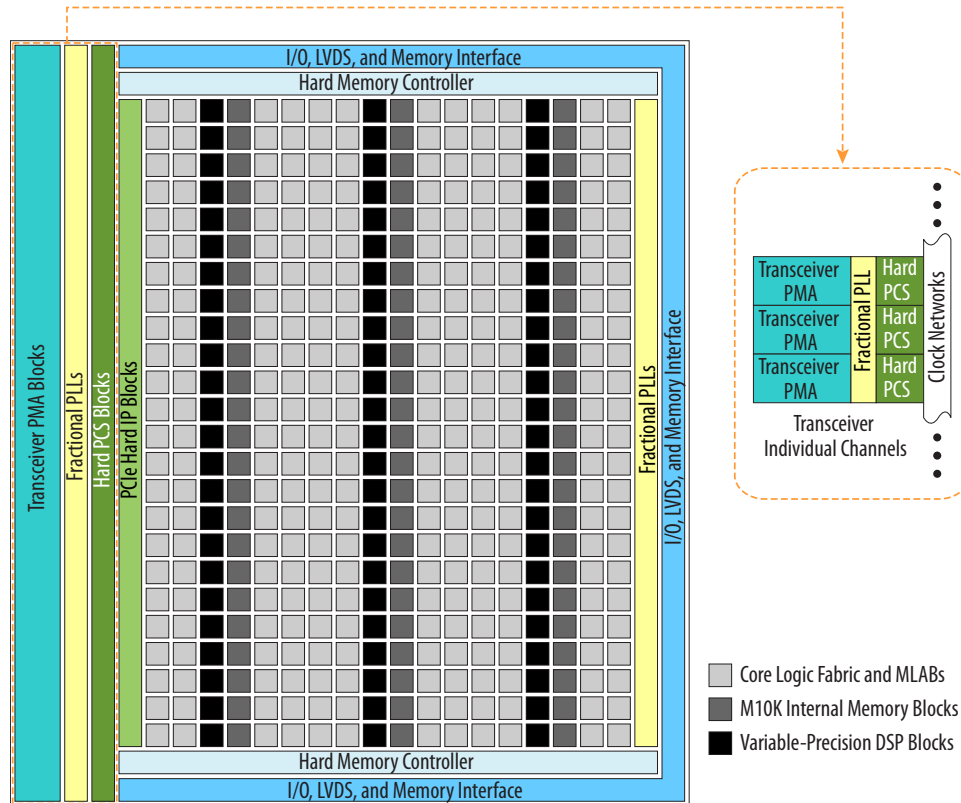 I/O, LVDS, and Memory Interface
Hard Memory Controller
Transceiver PMA Blocks
Fractional PLLs
Hard PCS Blocks
PCIe Hard IP Blocks
Fractional PLLs
I/O, LVDS, and Memory Interface
Hard Memory Controller
I/O, LVDS, and Memory Interface
Transceiver
PMA
Transceiver
PMA
Transceiver
PMA
Fractional PLL
Hard
PCS
Hard
PCS
Hard
PCS
Clock Networks
Transceiver
Individual Channels
Core Logic Fabric and MLABs
M10K Internal Memory Blocks
Variable-Precision DSP Blocks